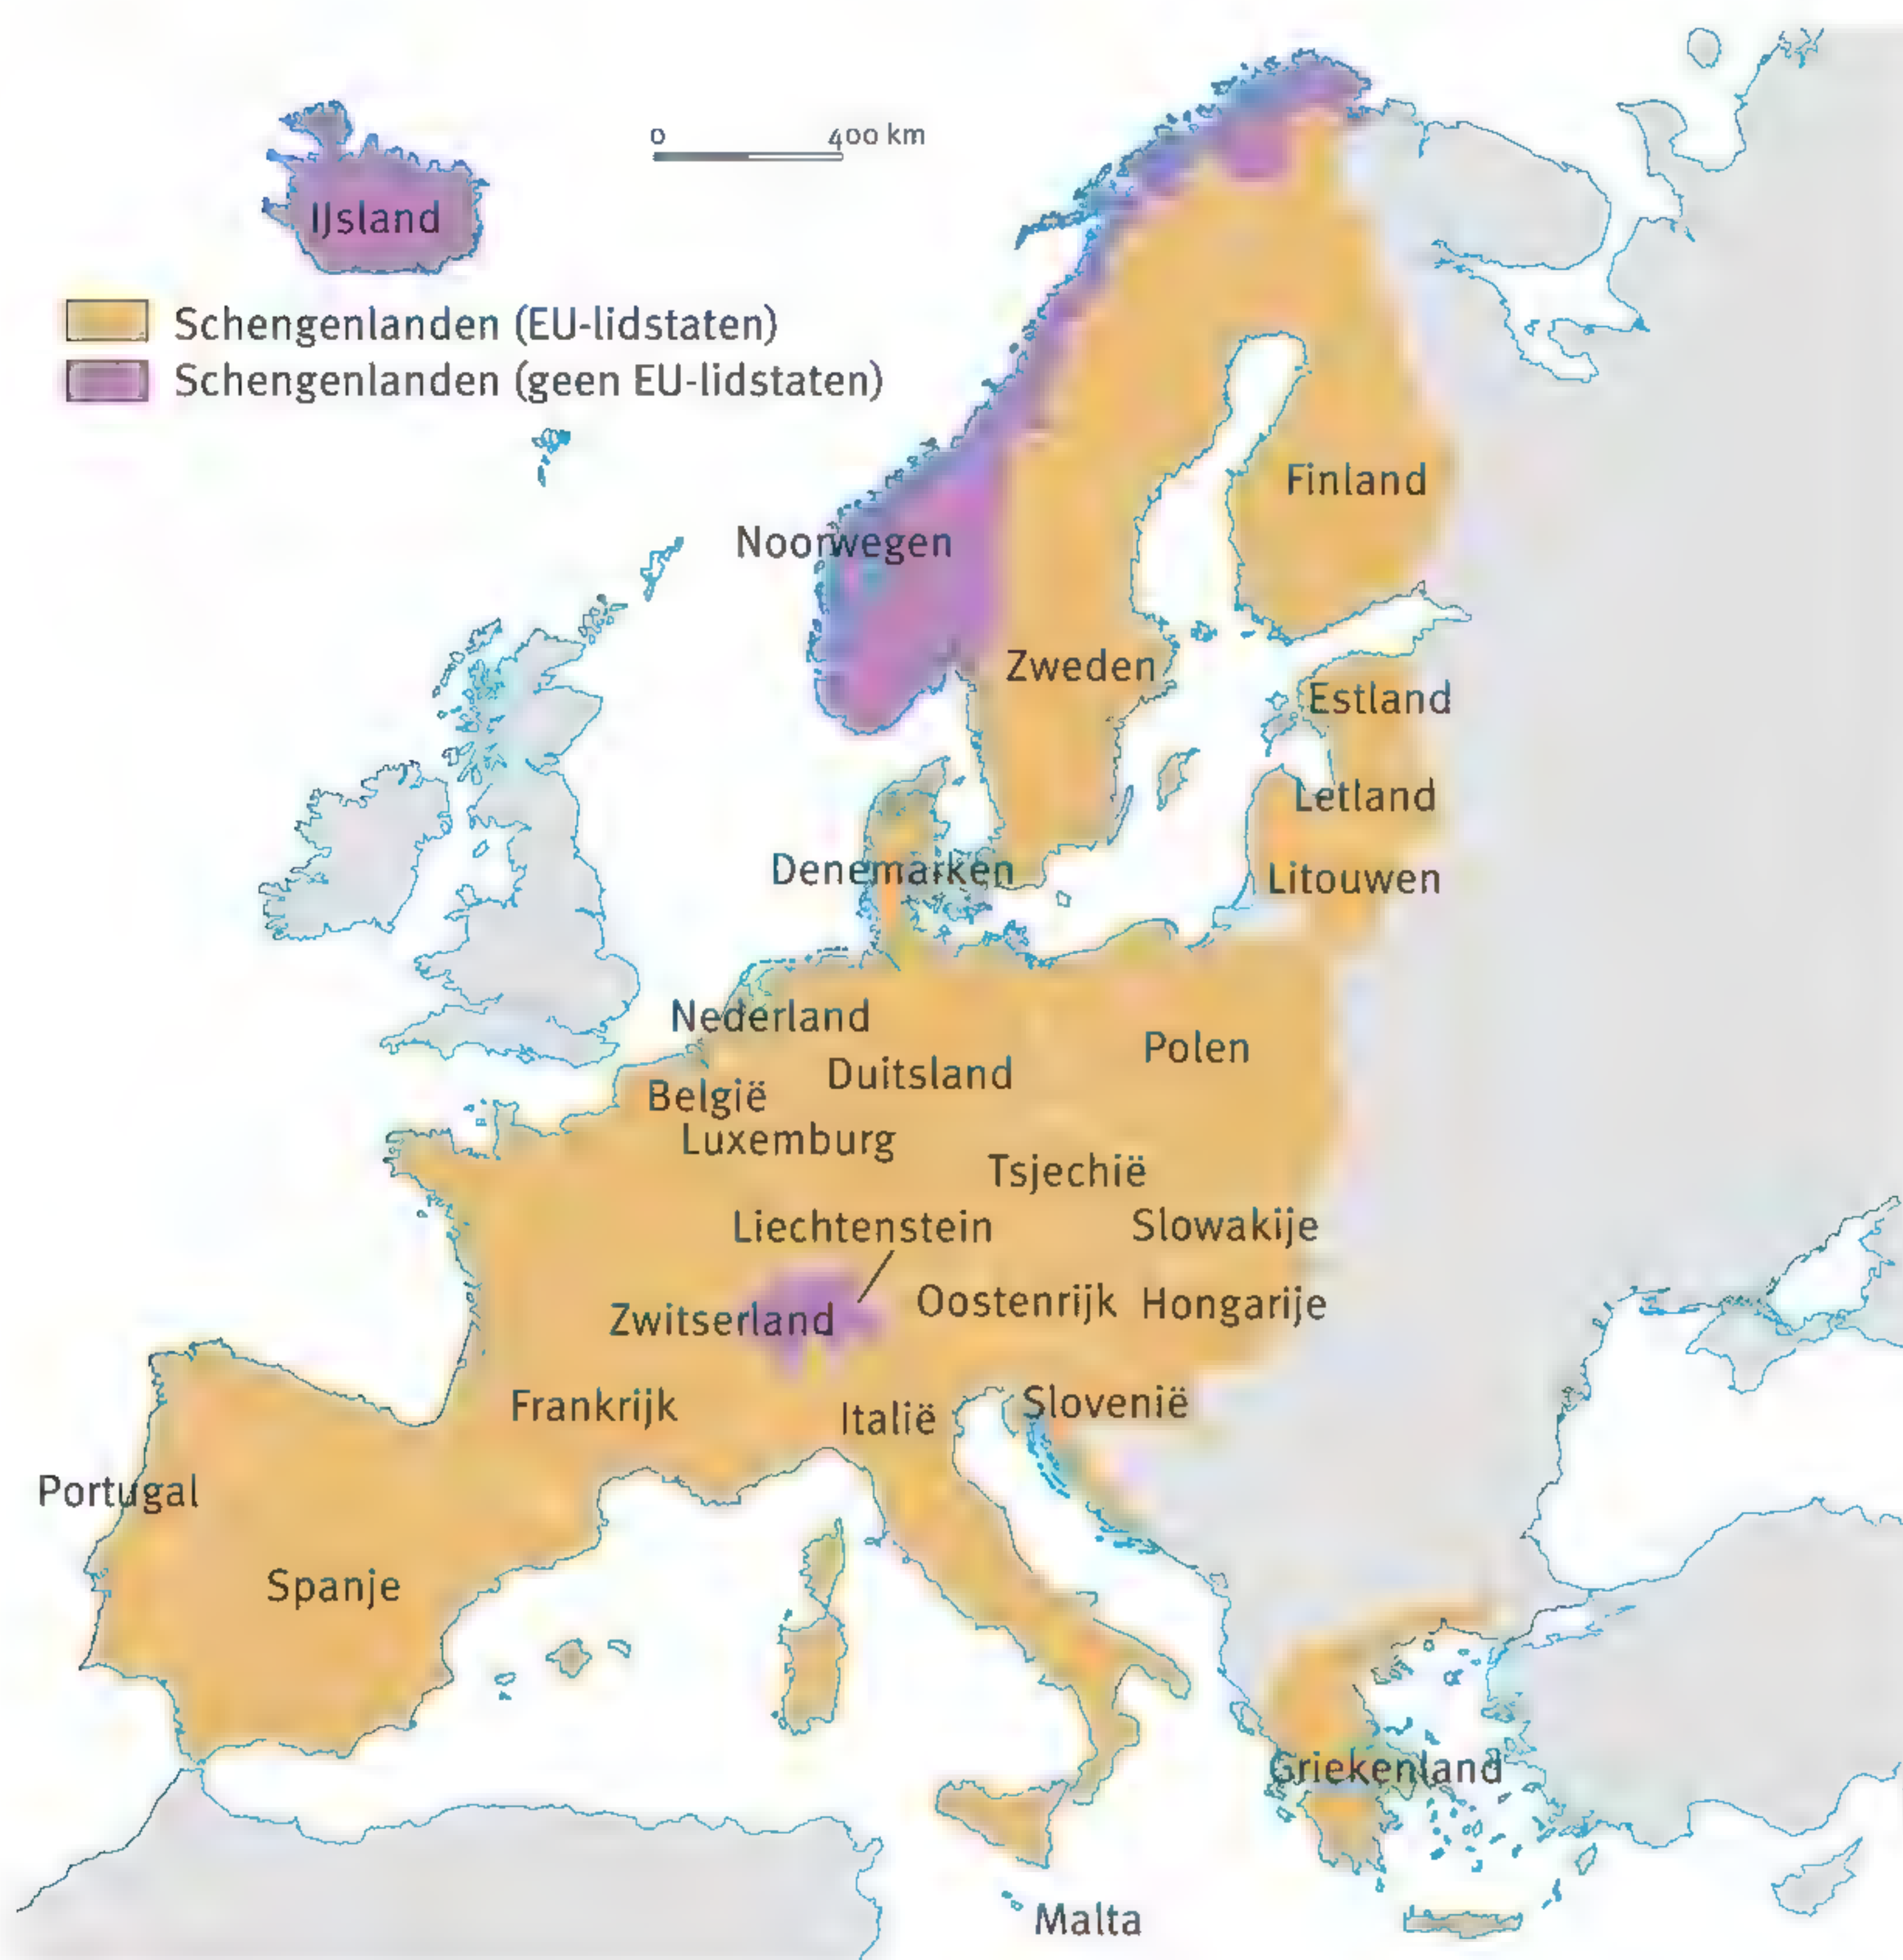 0 400 km
IJsland
Schengenlanden (EU-lidstaten)
Schengenlanden (geen EU-lidstaten)
Finland
Noorwegen
Zweden
Estland
Letland
Denemarken
Litouwen
Nederland
Polen
Duitsland
België
Luxemburg
Tsjechië
Liechtenstein
Slowakije
Oostenrijk
Hongarije
Zwitserland
Frankrijk
Italië
Slovenië
Portugal
Spanje
Griekenland
Malta